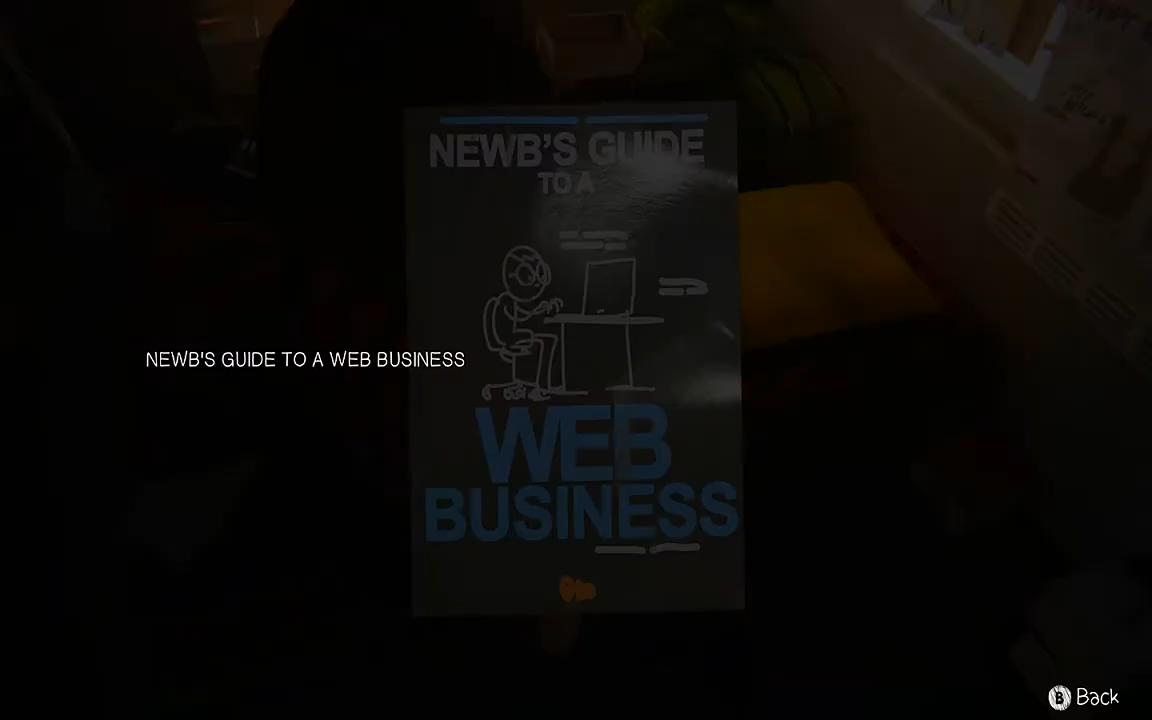 NEWB'S GUIDE
TO A
WEB
BUSINESS
NEWB'S GUIDE TO A WEB BUSINESS
B Back